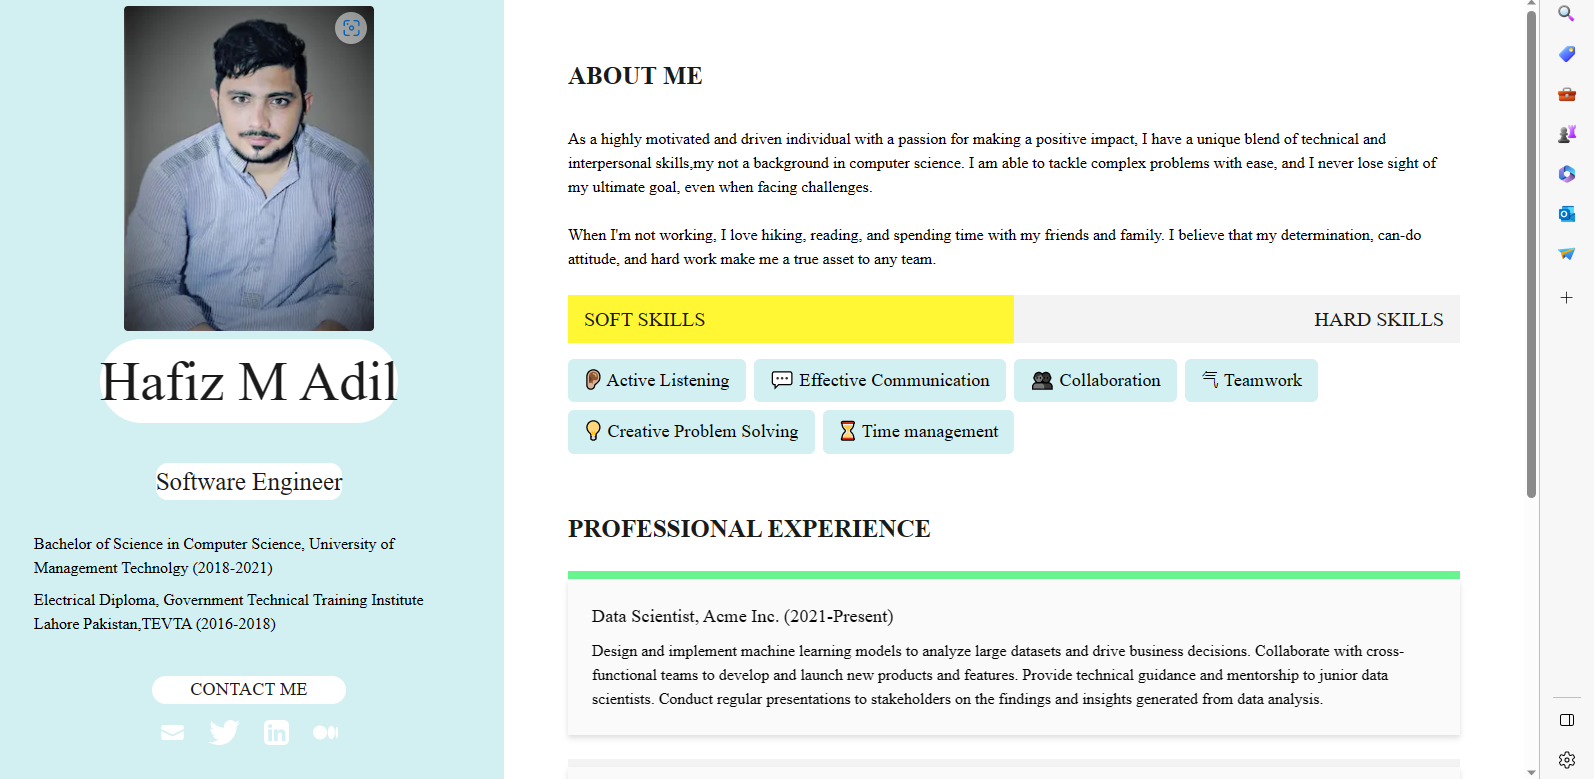 Hafiz M Adil
Software Engineer
Bachelor of Science in Computer Science, University of
Management Technolgy (2018-2021)
Electrical Diploma, Government Technical Training Institute
Lahore Pakistan,TEVTA (2016-2018)
CONTACT ME
ABOUT ME
As a highly motivated and driven individual with a passion for making a positive impact, I have a unique blend of technical and
interpersonal skills,my not a background in computer science. I am able to tackle complex problems with ease, and I never lose sight of
my ultimate goal, even when facing challenges.
When I'm not working, I love hiking, reading, and spending time with my friends and family. I believe that my determination, can-do
attitude, and hard work make me a true asset to any team.
SOFT SKILLS HARD SKILLS
Active Listening Effective Communication Collaboration Teamwork
Creative Problem Solving Time management
PROFESSIONAL EXPERIENCE
Data Scientist, Acme Inc. (2021-Present)
Design and implement machine learning models to analyze large datasets and drive business decisions. Collaborate with cross-
functional teams to develop and launch new products and features. Provide technical guidance and mentorship to junior data
scientists. Conduct regular presentations to stakeholders on the findings and insights generated from data analysis.